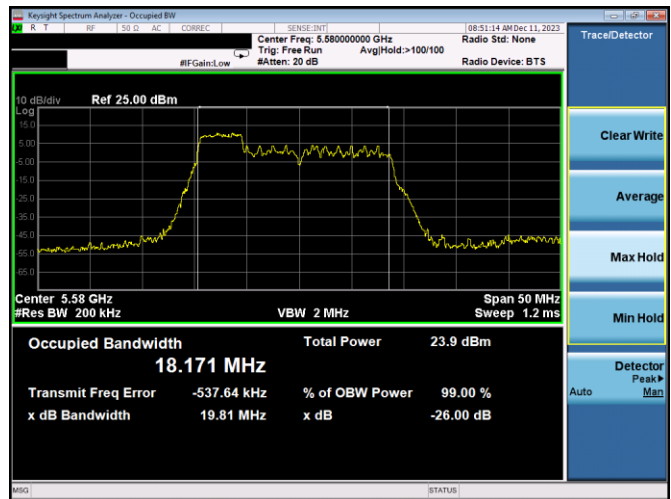 Keysight Spectrum Analyzer - Occupied BW
R T RF 50 Ω AC CORREC SENSE:INT 08:51:14 AM Dec 11, 2023
Center Freq: 5.580000000 GHz Radio Std: None
Trig: Free Run Avg|Hold:>100/100
#IFGain:Low #Atten: 20 dB Radio Device: BTS
Trace/Detector
10 dB/div Ref 25.00 dBm
Log
15.0
5.00
-5.00
-15.0
-25.0
-35.0
-45.0
-55.0
-65.0
Center 5.58 GHz Span 50 MHz
#Res BW 200 kHz VBW 2 MHz Sweep 1.2 ms
Occupied Bandwidth Total Power 23.9 dBm
18.171 MHz
Transmit Freq Error -537.64 kHz % of OBW Power 99.00 %
x dB Bandwidth 19.81 MHz x dB -26.00 dB
Clear Write
Average
Max Hold
Min Hold
Detector
Peak▶
Auto Man
MSG STATUS